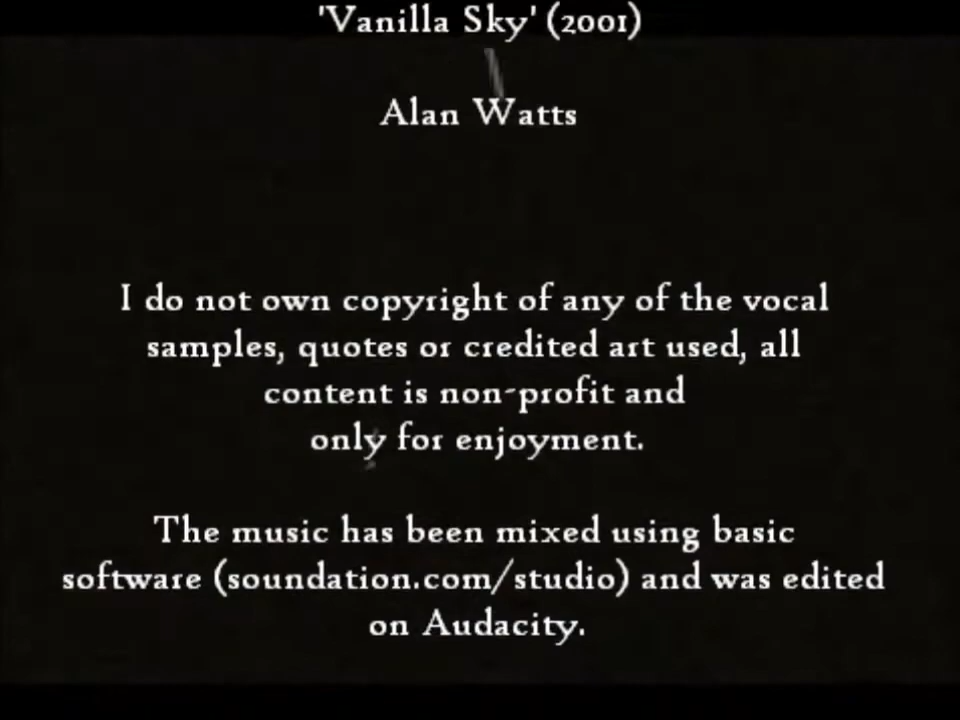 'Vanilla Sky' (2001)
Alan Watts
I do not own copyright of any of the vocal
samples, quotes or credited art used, all
content is non-profit and
only for enjoyment.
The music has been mixed using basic
software (soundation.com/studio) and was edited
on Audacity.